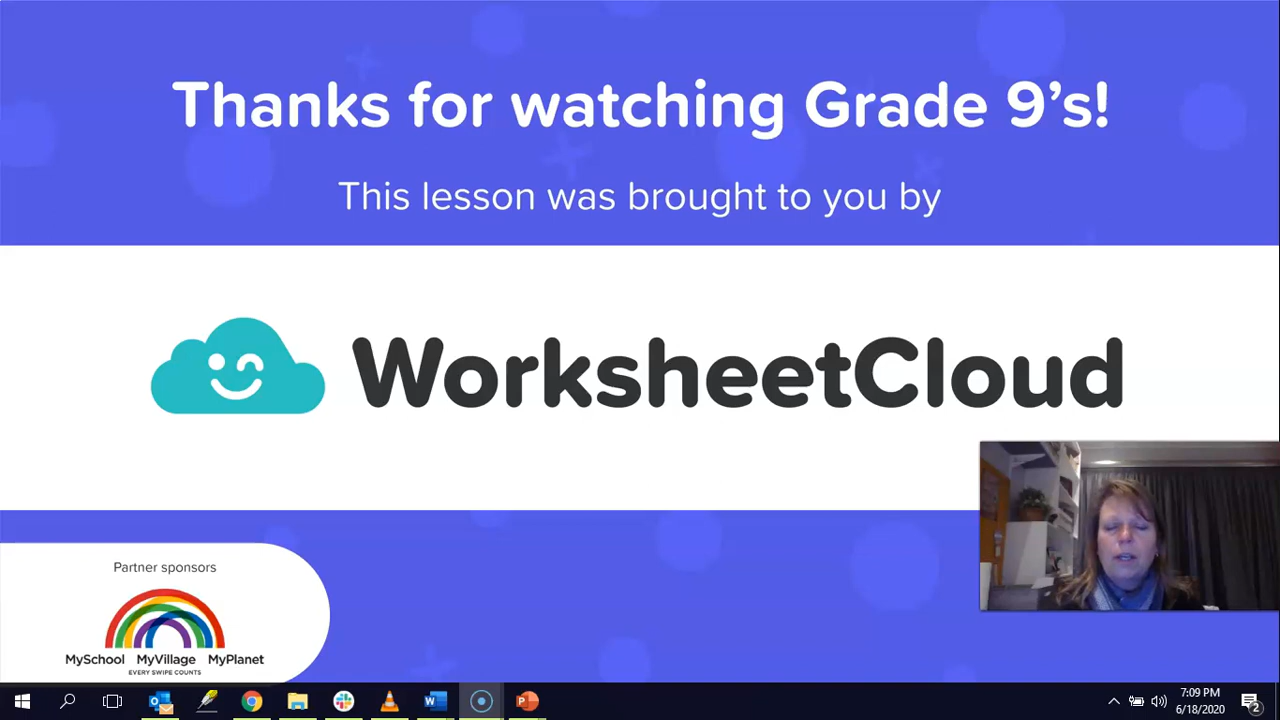 Thanks for watching Grade 9’s!
This lesson was brought to you by
WorksheetCloud
Partner sponsors
MySchool MyVillage MyPlanet
EVERY SWIPE COUNTS
7:09 PM
6/18/2020
2